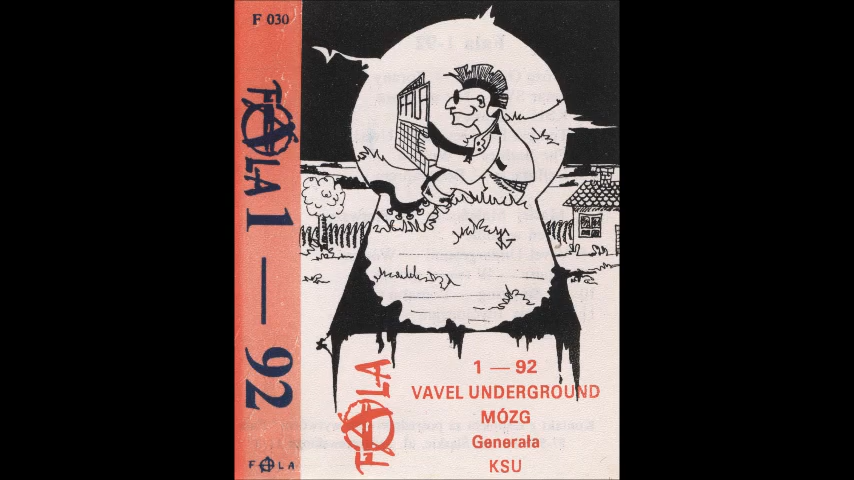 F 030
FALA 1 — 92
FALA
FALA
FALA
1 — 92
VAVEL UNDERGROUND
MÓZG
Generała
KSU